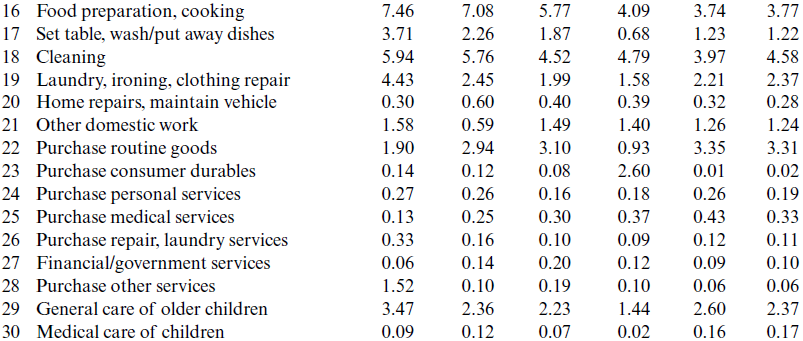 16 Food preparation, cooking 7.46 7.08 5.77 4.09 3.74 3.77
17 Set table, wash/put away dishes 3.71 2.26 1.87 0.68 1.23 1.22
18 Cleaning 5.94 5.76 4.52 4.79 3.97 4.58
19 Laundry, ironing, clothing repair 4.43 2.45 1.99 1.58 2.21 2.37
20 Home repairs, maintain vehicle 0.30 0.60 0.40 0.39 0.32 0.28
21 Other domestic work 1.58 0.59 1.49 1.40 1.26 1.24
22 Purchase routine goods 1.90 2.94 3.10 0.93 3.35 3.31
23 Purchase consumer durables 0.14 0.12 0.08 2.60 0.01 0.02
24 Purchase personal services 0.27 0.26 0.16 0.18 0.26 0.19
25 Purchase medical services 0.13 0.25 0.30 0.37 0.43 0.33
26 Purchase repair, laundry services 0.33 0.16 0.10 0.09 0.12 0.11
27 Financial/government services 0.06 0.14 0.20 0.12 0.09 0.10
28 Purchase other services 1.52 0.10 0.19 0.10 0.06 0.06
29 General care of older children 3.47 2.36 2.23 1.44 2.60 2.37
30 Medical care of children 0.09 0.12 0.07 0.02 0.16 0.17